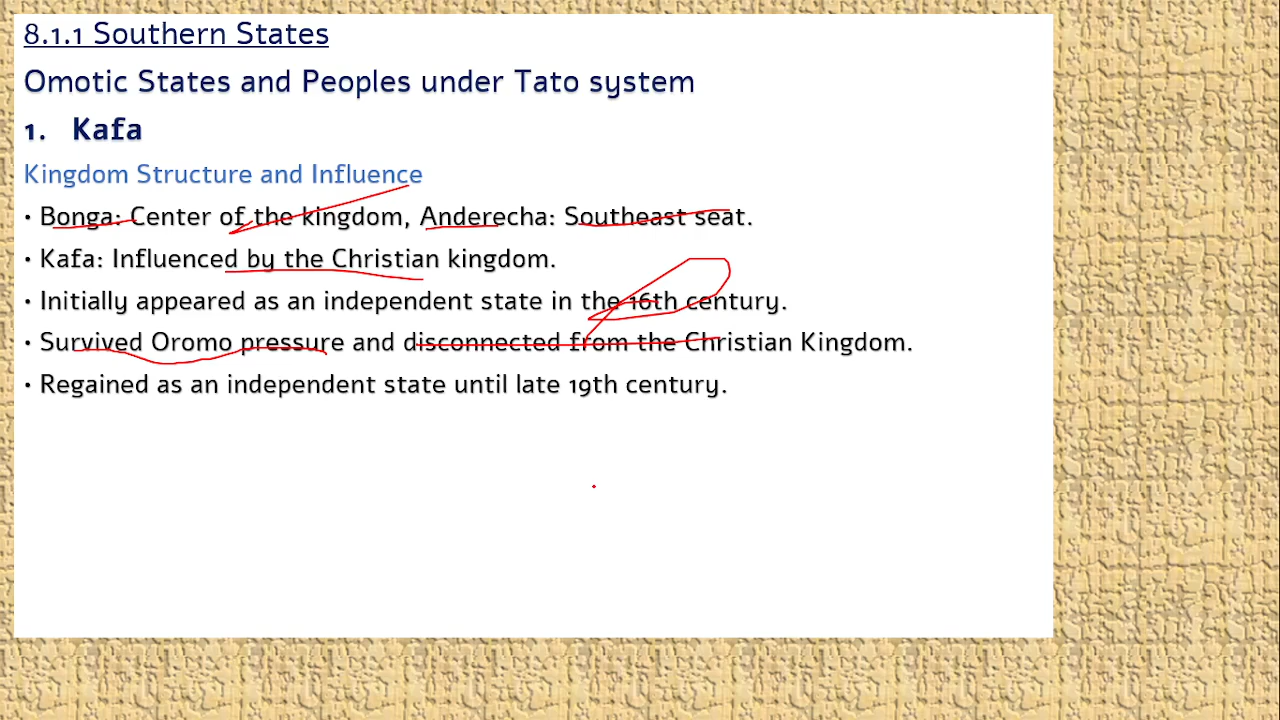 8.1.1 Southern States
Omotic States and Peoples under Tato system
1. Kafa
Kingdom Structure and Influence
• Bonga: Center of the kingdom, Anderecha: Southeast seat.
• Kafa: Influenced by the Christian kingdom.
• Initially appeared as an independent state in the 16th century.
• Survived Oromo pressure and disconnected from the Christian Kingdom.
• Regained as an independent state until late 19th century.